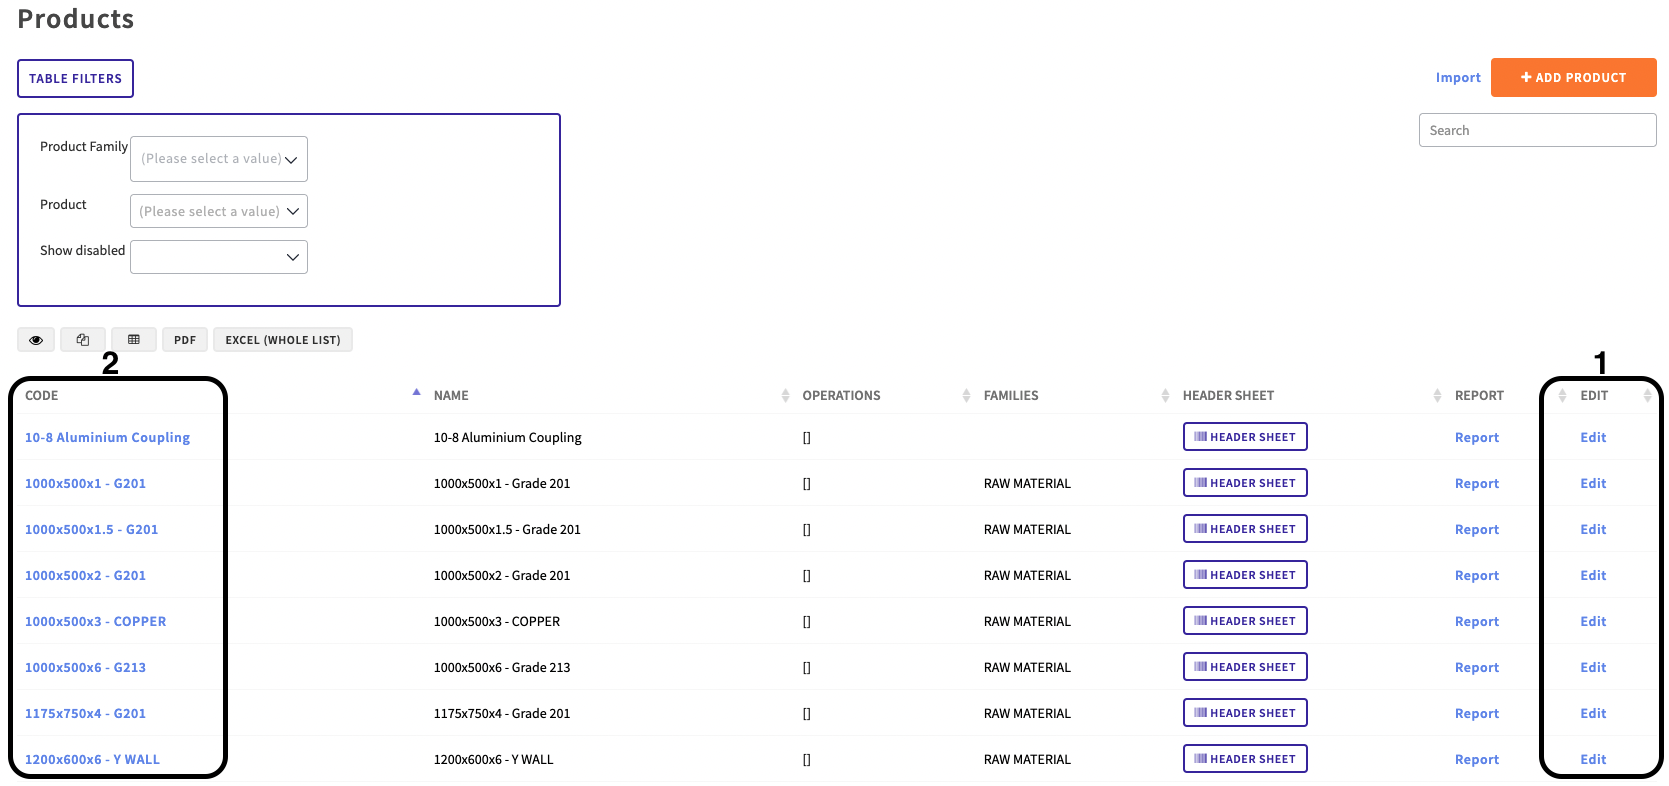 Products
TABLE FILTERS
Import
ADD PRODUCT
Search
Product Family (Please select a value)
Product (Please select a value)
Show disabled
PDF EXCEL (WHOLE LIST)
2 1
CODE NAME OPERATIONS FAMILIES HEADER SHEET REPORT EDIT
10-8 Aluminium Coupling 10-8 Aluminium Coupling [] HEADER SHEET Report Edit
1000x500x1 - G201 1000x500x1 - Grade 201 [] RAW MATERIAL HEADER SHEET Report Edit
1000x500x1.5 - G201 1000x500x1.5 - Grade 201 [] RAW MATERIAL HEADER SHEET Report Edit
1000x500x2 - G201 1000x500x2 - Grade 201 [] RAW MATERIAL HEADER SHEET Report Edit
1000x500x3 - COPPER 1000x500x3 - COPPER [] RAW MATERIAL HEADER SHEET Report Edit
1000x500x6 - G213 1000x500x6 - Grade 213 [] RAW MATERIAL HEADER SHEET Report Edit
1175x750x4 - G201 1175x750x4 - Grade 201 [] RAW MATERIAL HEADER SHEET Report Edit
1200x600x6 - Y WALL 1200x600x6 - Y WALL [] RAW MATERIAL HEADER SHEET Report Edit